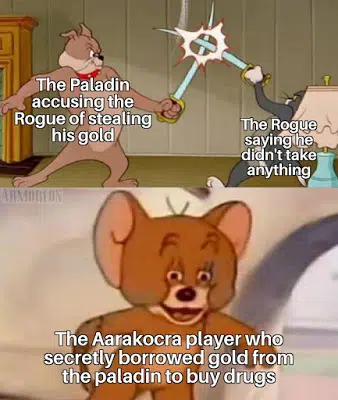 The Paladin
accusing the
Rogue of stealing
his gold
The Rogue
saying he
didn't take
anything
The Aarakocra player who
secretly borrowed gold from
the paladin to buy drugs